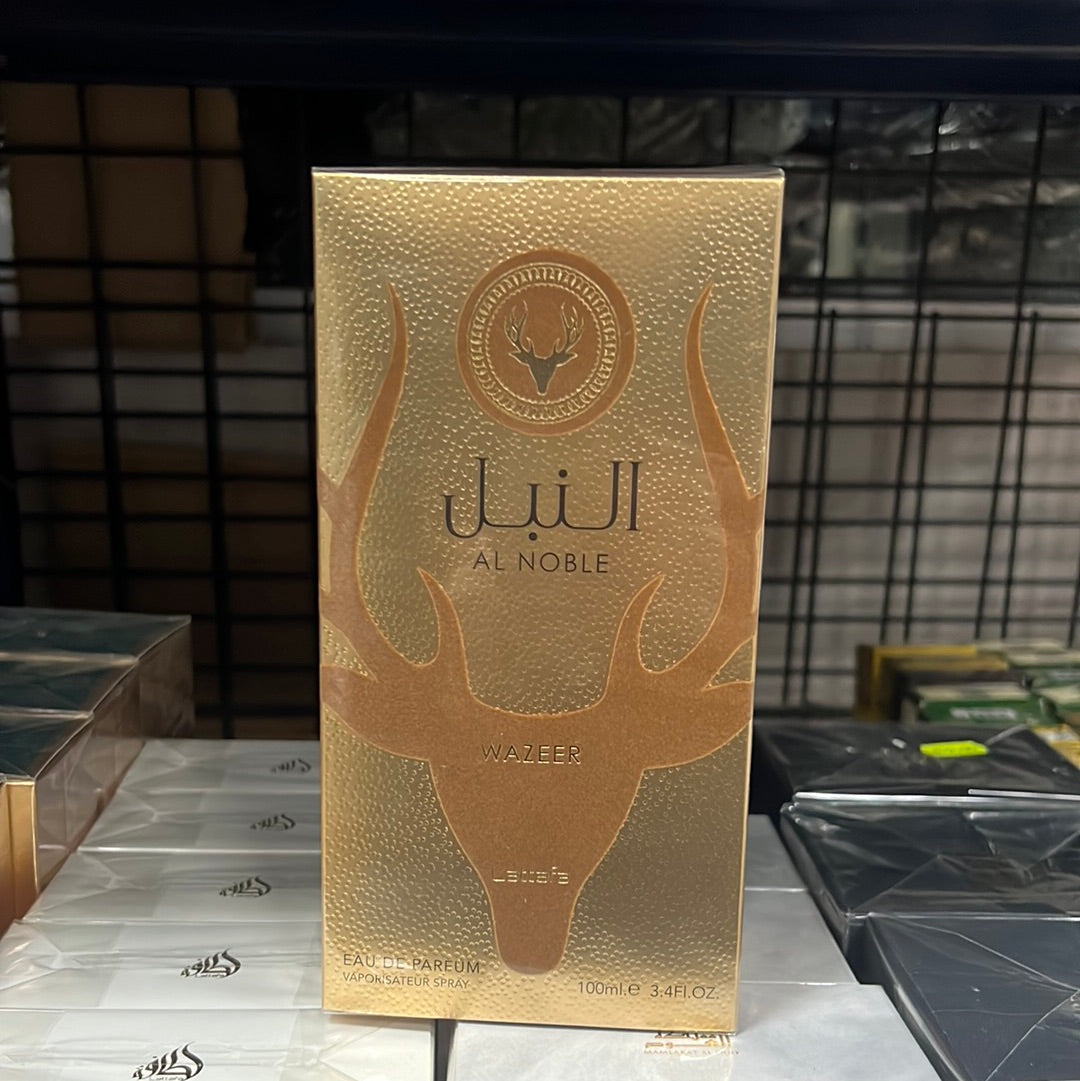 النبل
AL NOBLE
WAZEER
Lattafa
EAU DE PARFUM
VAPORISATEUR SPRAY
100ml.e 3.4Fl.OZ.